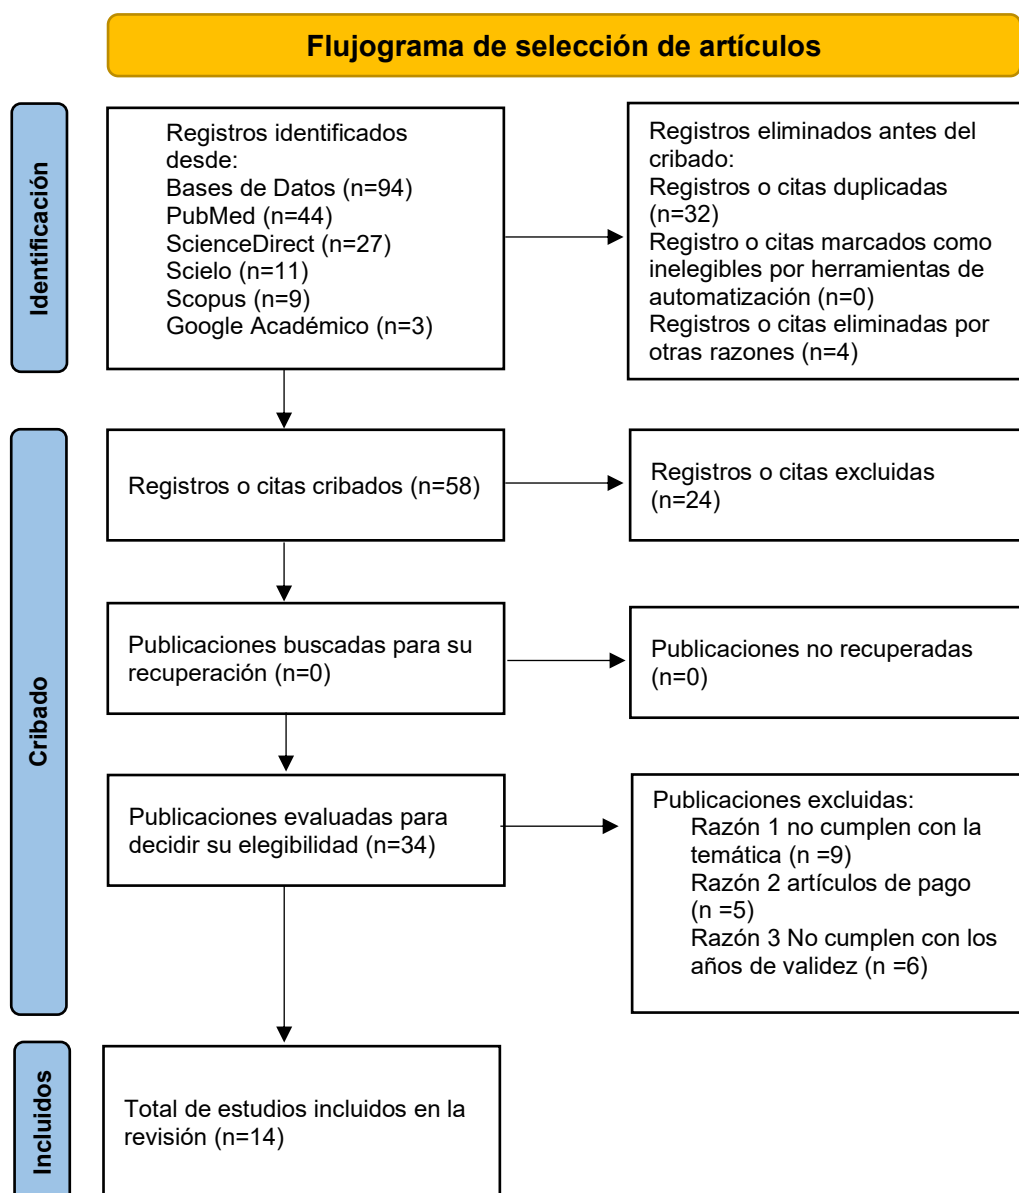 Flujograma de selección de artículos
Identificación
Registros identificados
desde:
Bases de Datos (n=94)
PubMed (n=44)
ScienceDirect (n=27)
Scielo (n=11)
Scopus (n=9)
Google Académico (n=3)
Registros eliminados antes del
cribado:
Registros o citas duplicadas
(n=32)
Registro o citas marcados como
inelegibles por herramientas de
automatización (n=0)
Registros o citas eliminadas por
otras razones (n=4)
Cribado
Registros o citas cribados (n=58)
Registros o citas excluidas
(n=24)
Publicaciones buscadas para su
recuperación (n=0)
Publicaciones no recuperadas
(n=0)
Publicaciones evaluadas para
decidir su elegibilidad (n=34)
Publicaciones excluidas:
Razón 1 no cumplen con la
temática (n =9)
Razón 2 artículos de pago
(n =5)
Razón 3 No cumplen con los
años de validez (n =6)
Incluidos
Total de estudios incluidos en la
revisión (n=14)